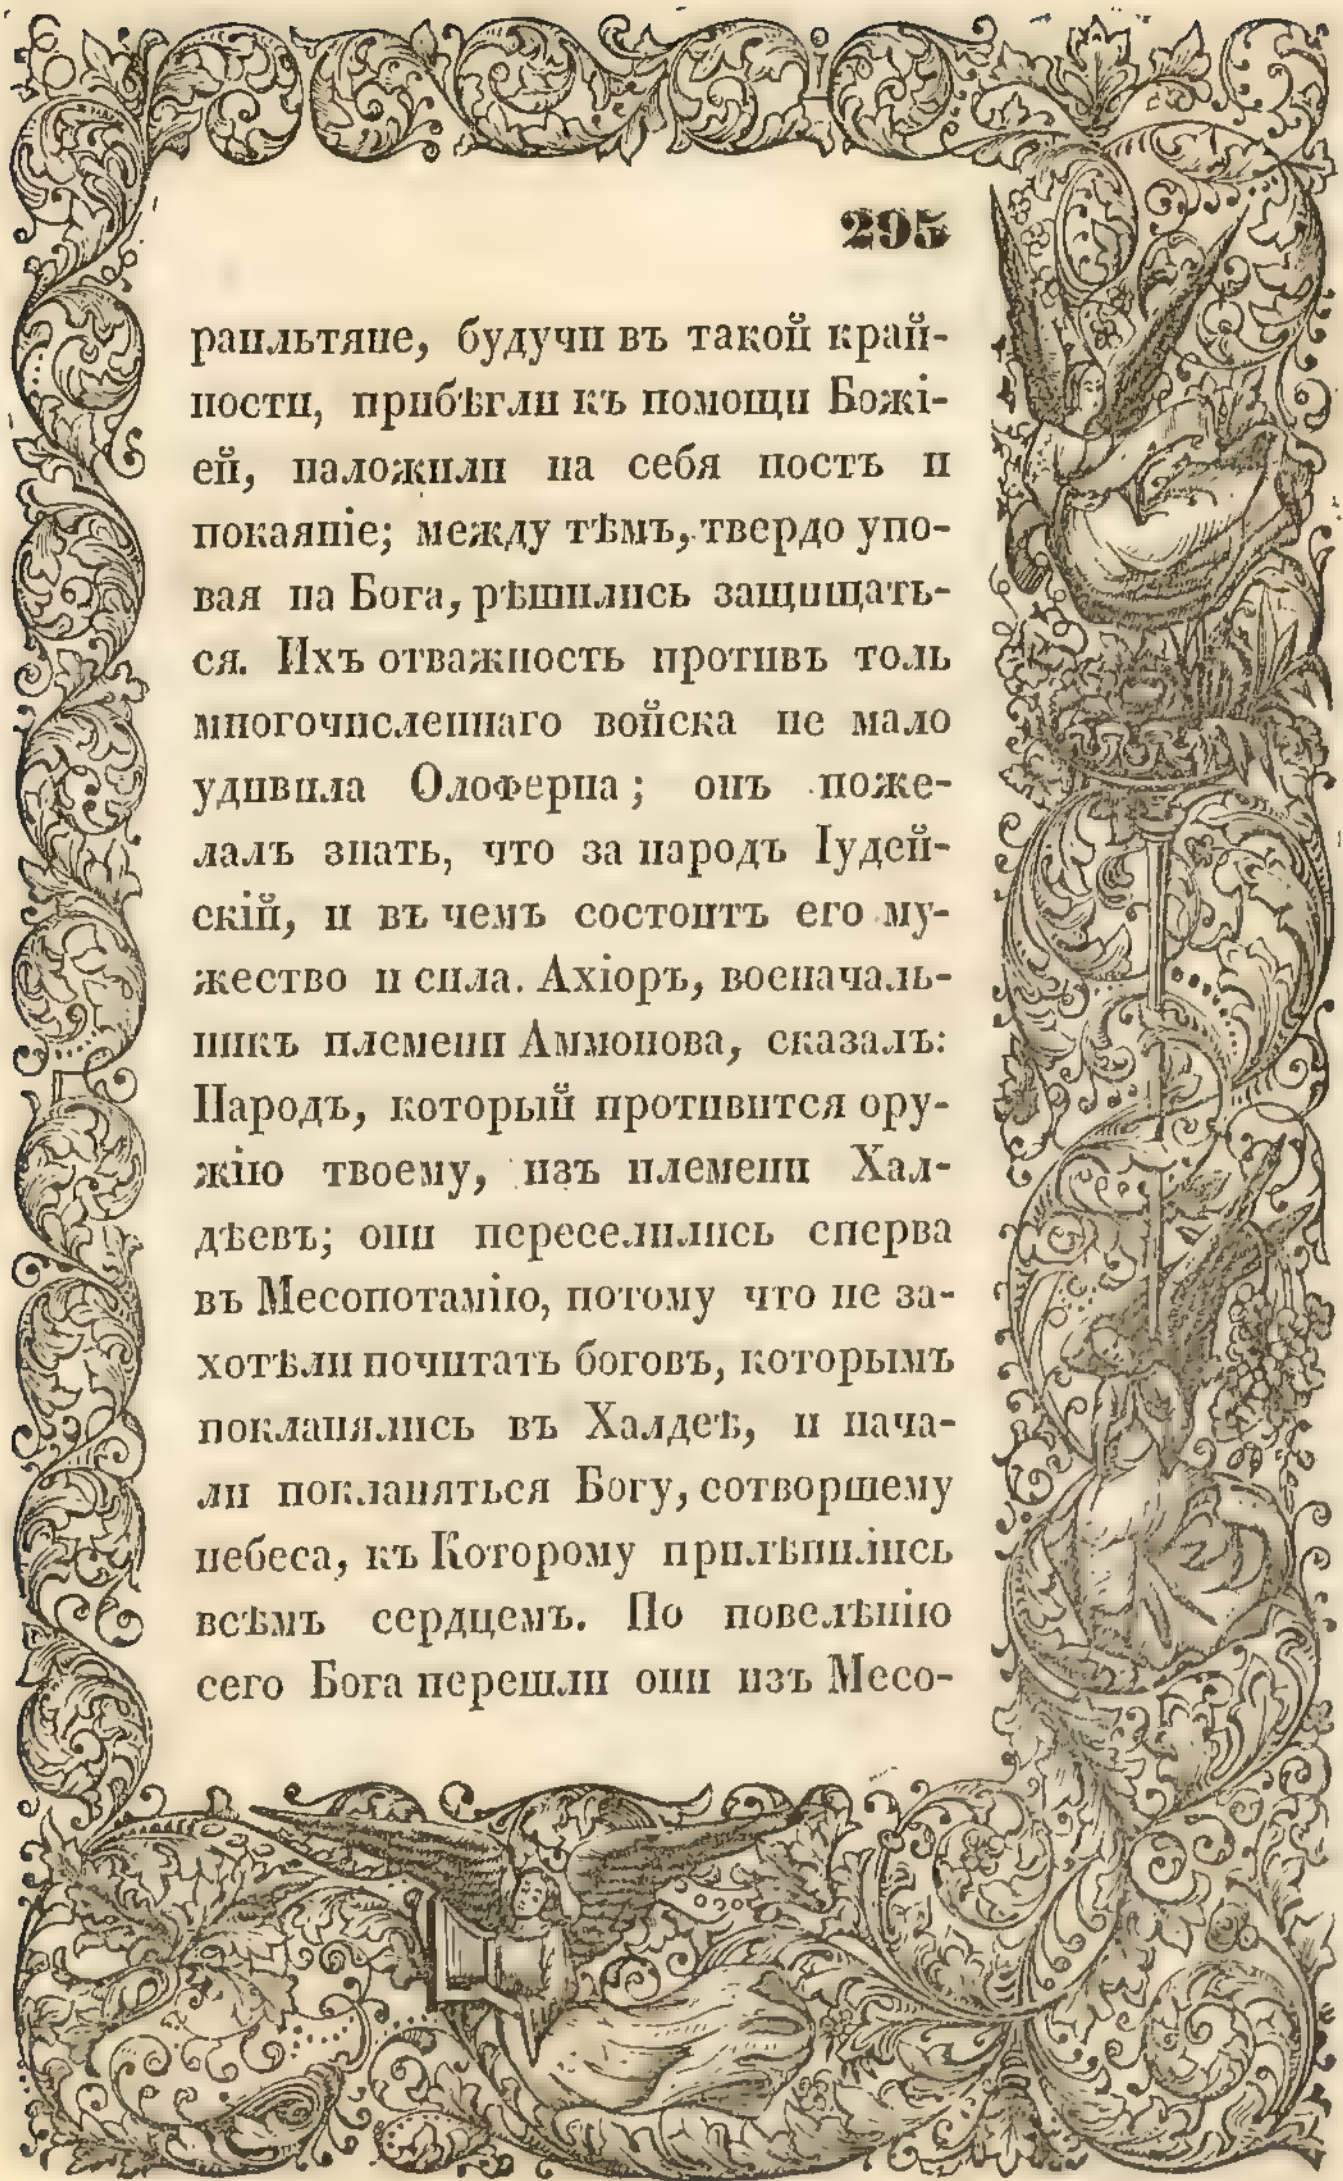 295
раильтяне, будучи въ такой край-
ности, прибѣгли къ помощи Божі-
ей, наложили на себя постъ и
покаяніе; между тѣмъ, твердо упо-
вая на Бога, рѣшились защищать-
ся. Ихъ отважность противъ толь
многочисленнаго войска не мало
удивила Олоферна; онъ поже-
лалъ знать, что за народъ Іудей-
скій, и въ чемъ состоитъ его му-
жество и сила. Ахіоръ, военачаль-
никъ племени Аммонова, сказалъ:
Народъ, который противится ору-
жію твоему, изъ племени Хал-
дѣевъ; они переселились сперва
въ Месопотамію, потому что не за-
хотѣли почитать боговъ, которымъ
покланялись въ Халдеѣ, и нача-
ли покланяться Богу, сотворшему
небеса, къ Которому прилѣпились
всѣмъ сердцемъ. По повелѣнію
сего Бога перешли они изъ Месо-